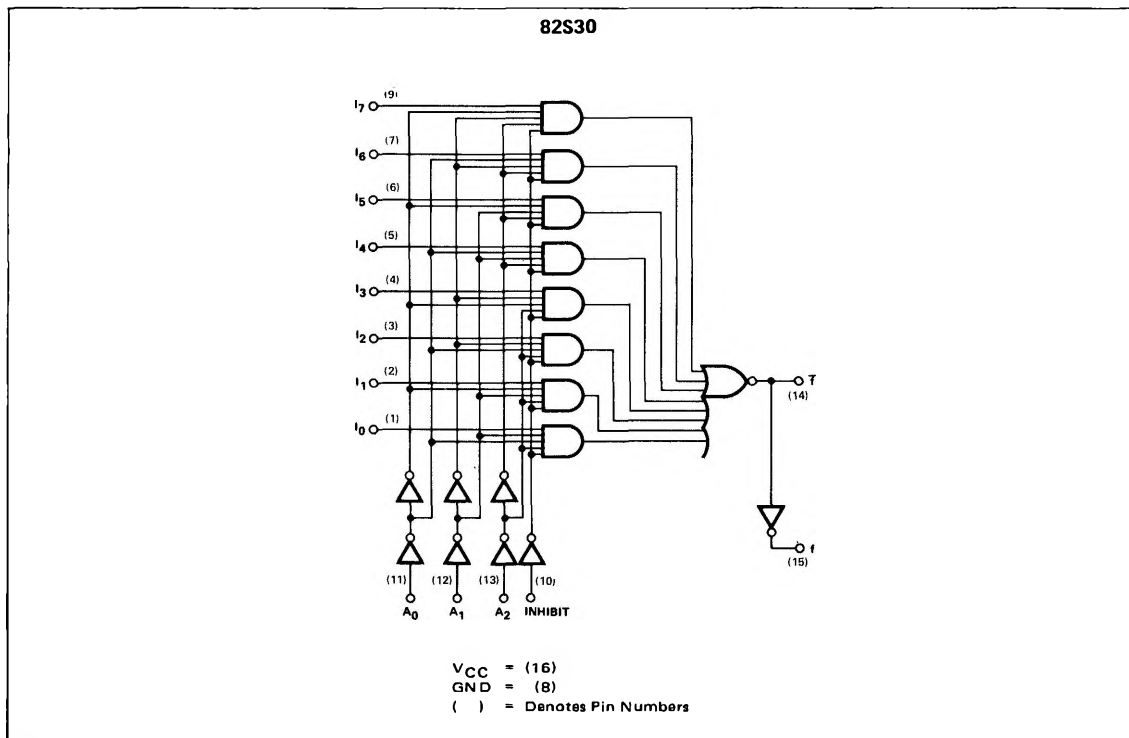 82S30
I7 (9)
I6 (7)
I5 (6)
I4 (5)
I3 (4)
I2 (3)
I1 (2)
I0 (1)
f̅
(14)
f
(15)
(11) (12) (13) (10)
A0 A1 A2 INHIBIT
VCC = (16)
GND = (8)
( ) = Denotes Pin Numbers